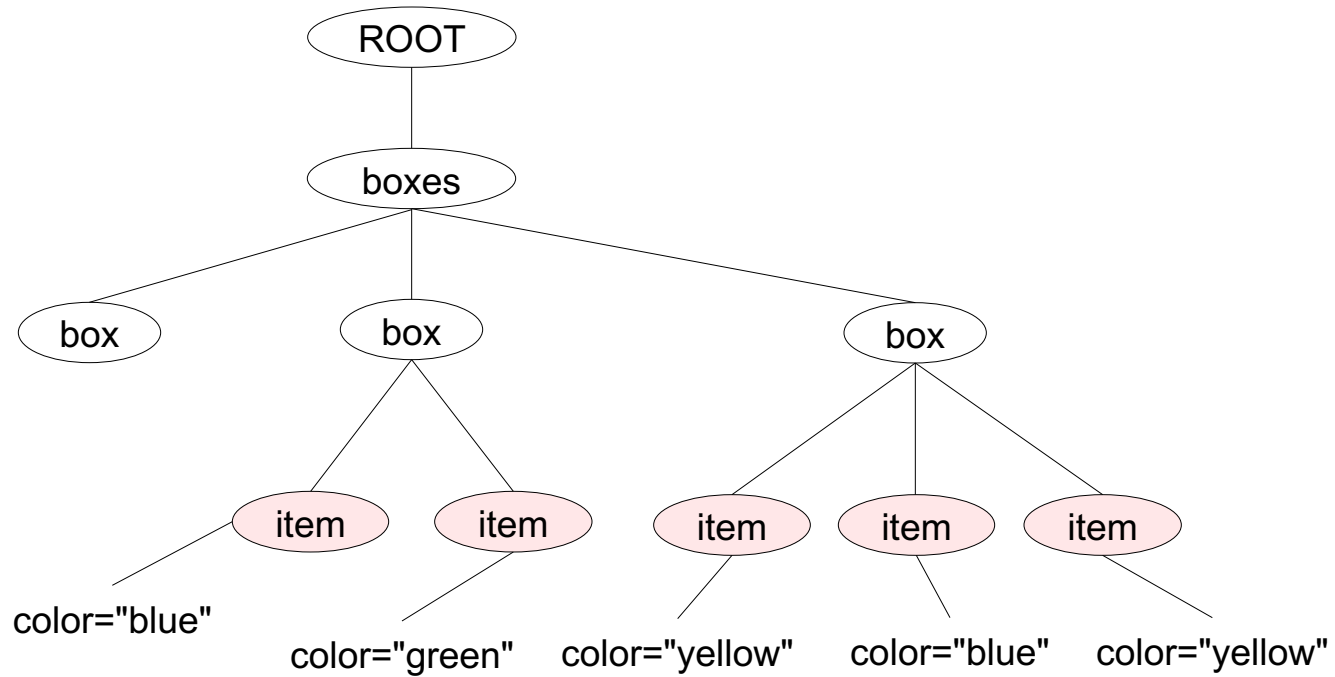 ROOT
boxes
box
box
box
item
item
item
item
item
color="blue"
color="green"
color="yellow"
color="blue"
color="yellow"